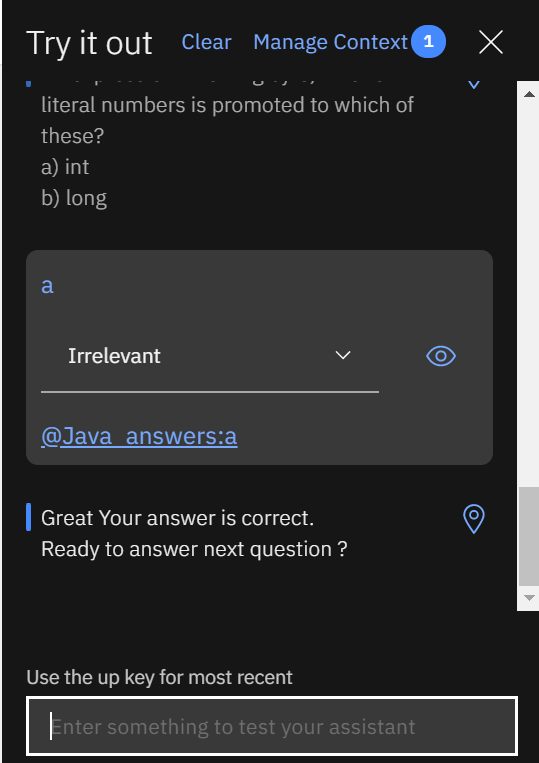 Try it out Clear Manage Context 1
literal numbers is promoted to which of
these?
a) int
b) long
a
Irrelevant
@Java_answers:a
Great Your answer is correct.
Ready to answer next question ?
Use the up key for most recent
Enter something to test your assistant